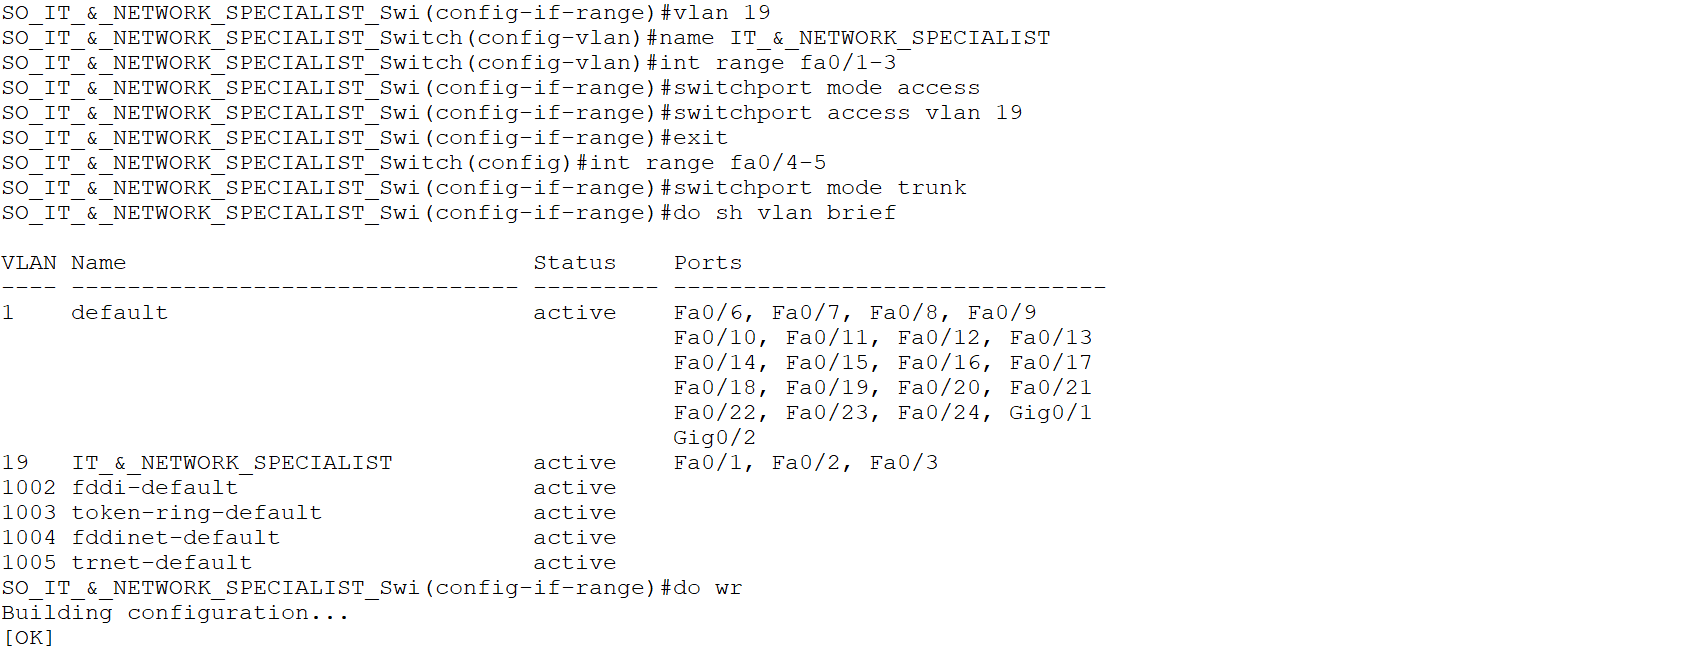 SO_IT_&_NETWORK_SPECIALIST_Swi(config-if-range)#vlan 19
SO_IT_&_NETWORK_SPECIALIST_Switch(config-vlan)#name IT_&_NETWORK_SPECIALIST
SO_IT_&_NETWORK_SPECIALIST_Switch(config-vlan)#int range fa0/1-3
SO_IT_&_NETWORK_SPECIALIST_Swi(config-if-range)#switchport mode access
SO_IT_&_NETWORK_SPECIALIST_Swi(config-if-range)#switchport access vlan 19
SO_IT_&_NETWORK_SPECIALIST_Swi(config-if-range)#exit
SO_IT_&_NETWORK_SPECIALIST_Switch(config)#int range fa0/4-5
SO_IT_&_NETWORK_SPECIALIST_Swi(config-if-range)#switchport mode trunk
SO_IT_&_NETWORK_SPECIALIST_Swi(config-if-range)#do sh vlan brief

VLAN Name                             Status    Ports
---- -------------------------------- --------- -------------------------------
1    default                          active    Fa0/6, Fa0/7, Fa0/8, Fa0/9
                                                Fa0/10, Fa0/11, Fa0/12, Fa0/13
                                                Fa0/14, Fa0/15, Fa0/16, Fa0/17
                                                Fa0/18, Fa0/19, Fa0/20, Fa0/21
                                                Fa0/22, Fa0/23, Fa0/24, Gig0/1
                                                Gig0/2
19   IT_&_NETWORK_SPECIALIST          active    Fa0/1, Fa0/2, Fa0/3
1002 fddi-default                     active
1003 token-ring-default               active
1004 fddinet-default                  active
1005 trnet-default                    active
SO_IT_&_NETWORK_SPECIALIST_Swi(config-if-range)#do wr
Building configuration...
[OK]